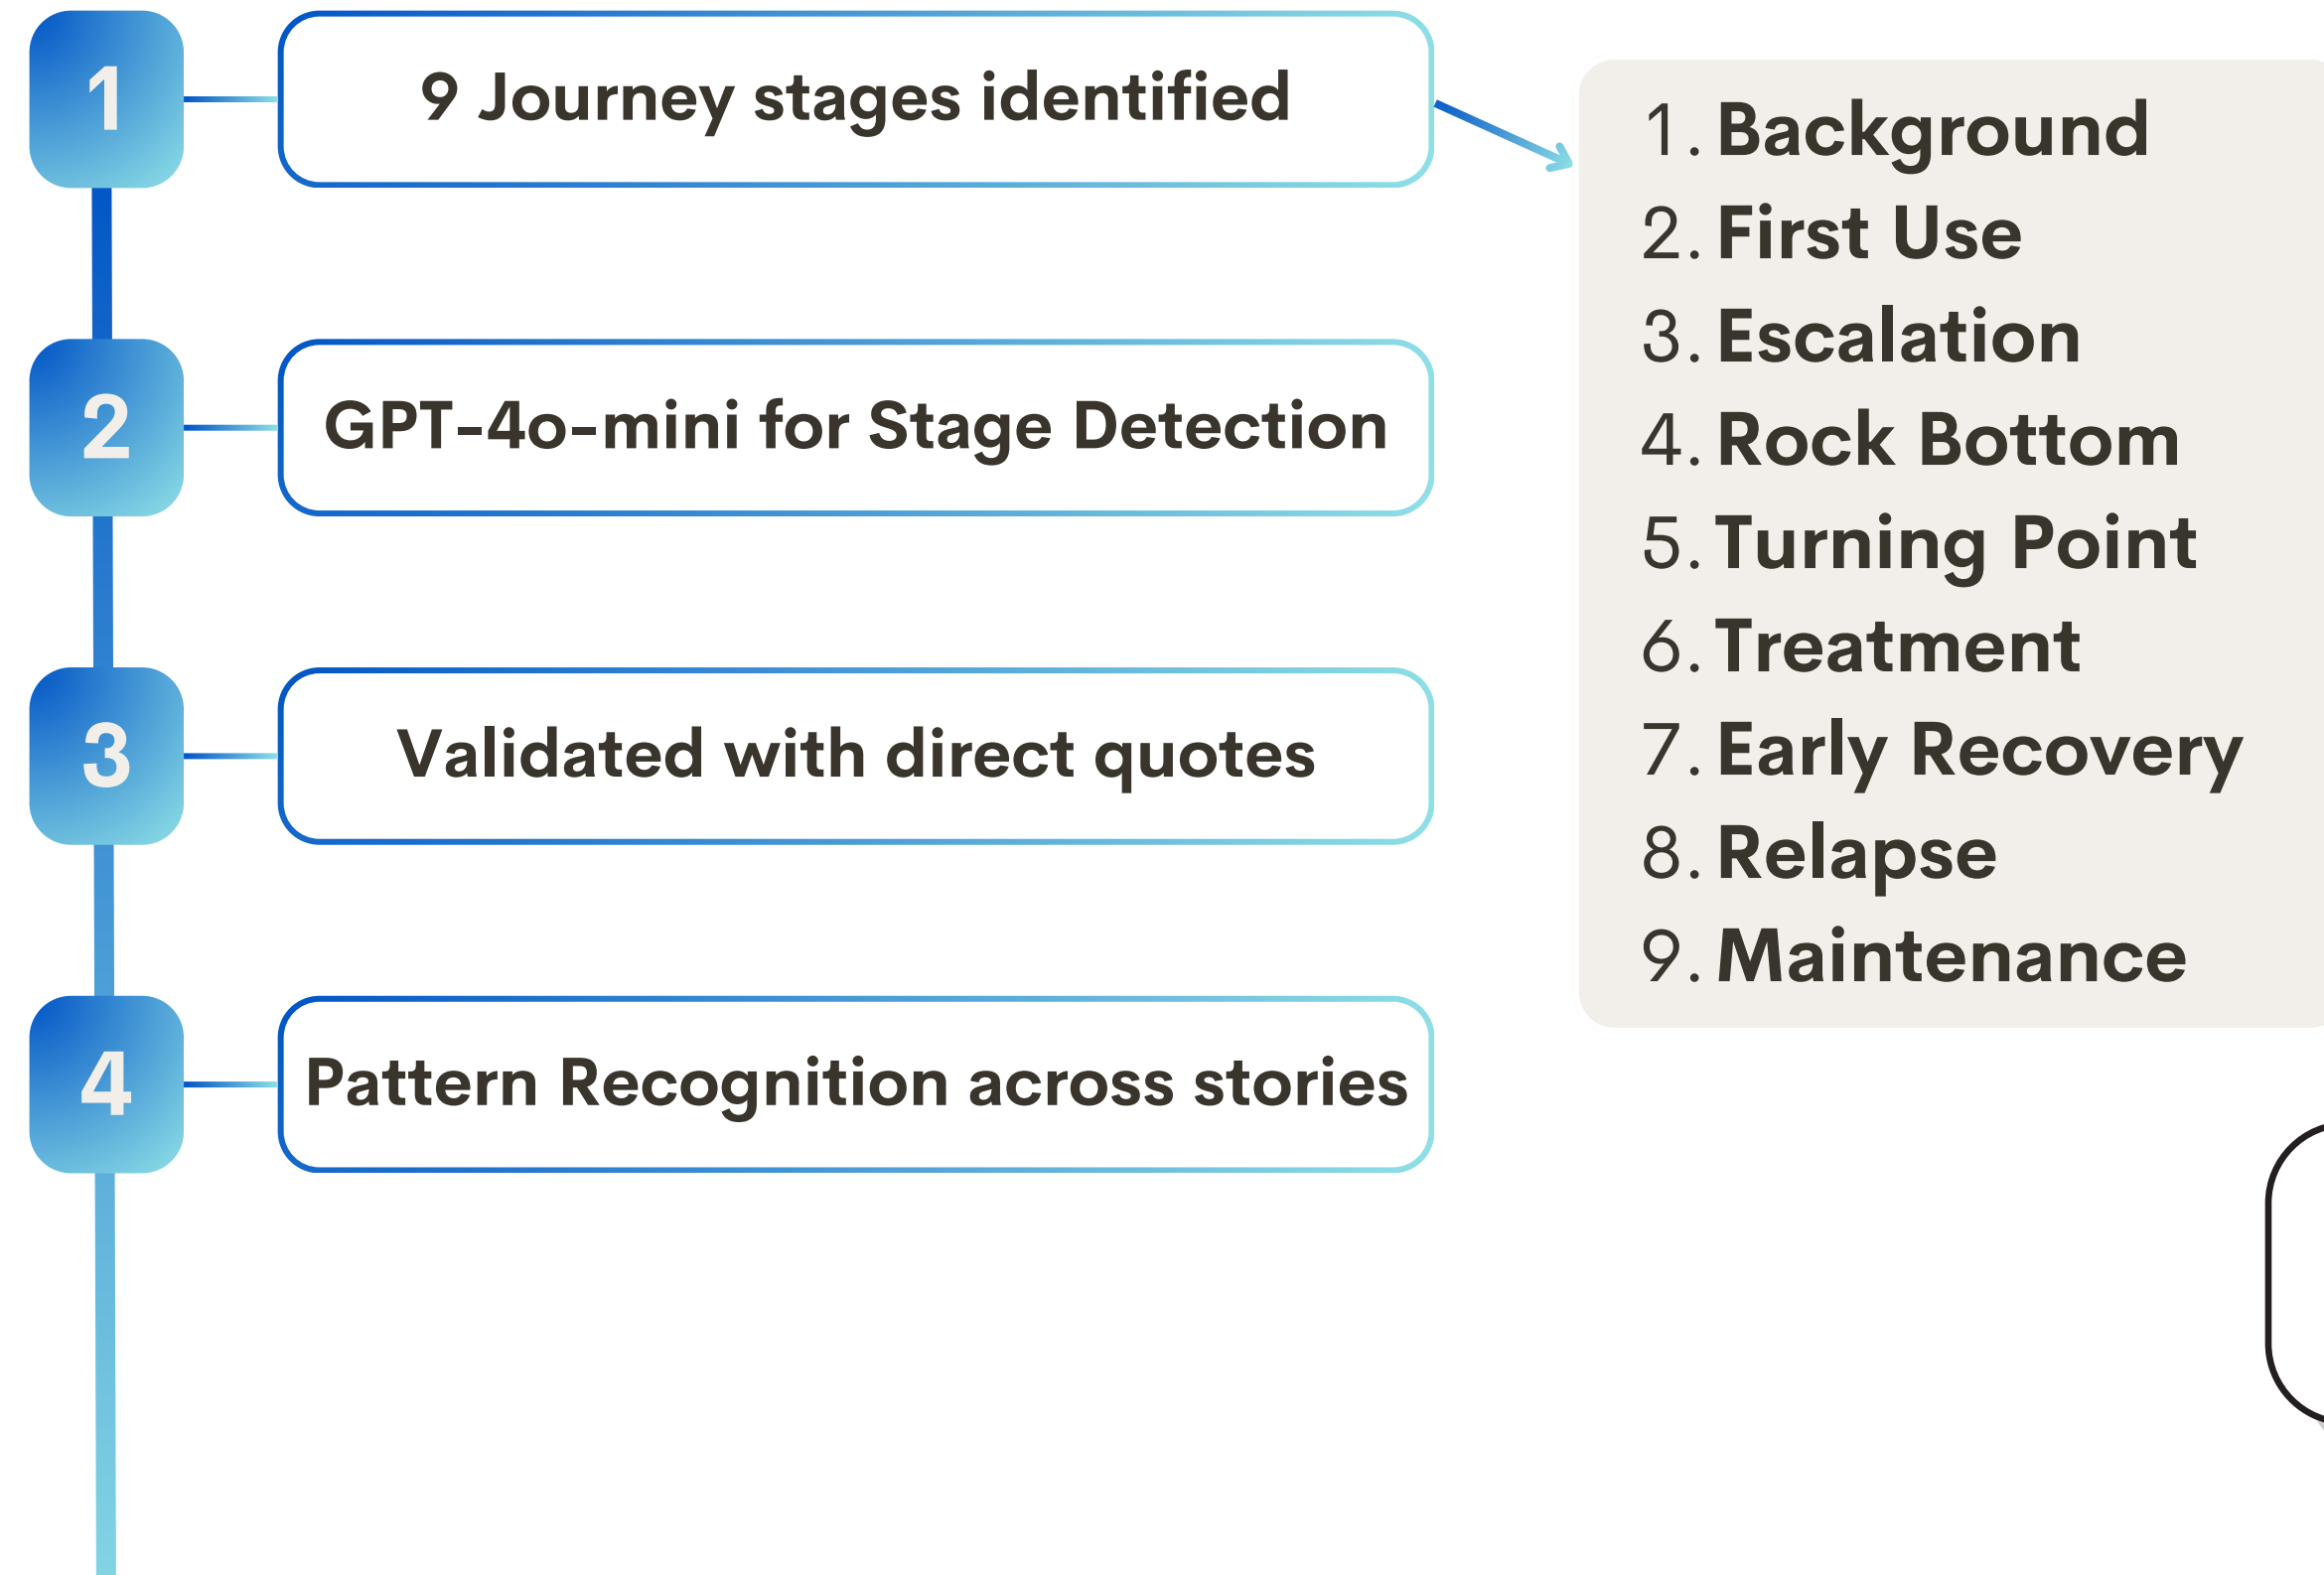 1
9 Journey stages identified
2
GPT-4o-mini for Stage Detection
3
Validated with direct quotes
4
Pattern Recognition across stories
1. Background
2. First Use
3. Escalation
4. Rock Bottom
5. Turning Point
6. Treatment
7. Early Recovery
8. Relapse
9. Maintenance